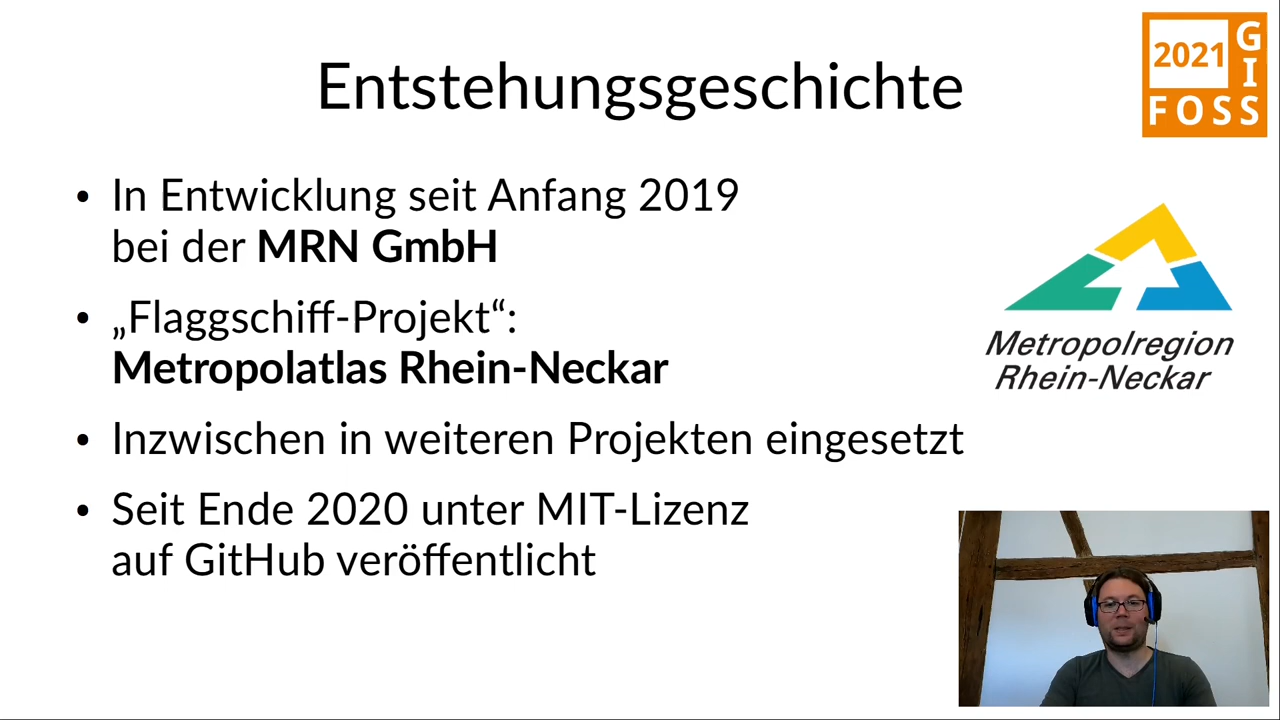 Entstehungsgeschichte
2021 G
I
FOSS
• In Entwicklung seit Anfang 2019
bei der MRN GmbH
• „Flaggschiff-Projekt“:
Metropolatlas Rhein-Neckar
• Inzwischen in weiteren Projekten eingesetzt
• Seit Ende 2020 unter MIT-Lizenz
auf GitHub veröffentlicht
Metropolregion
Rhein-Neckar